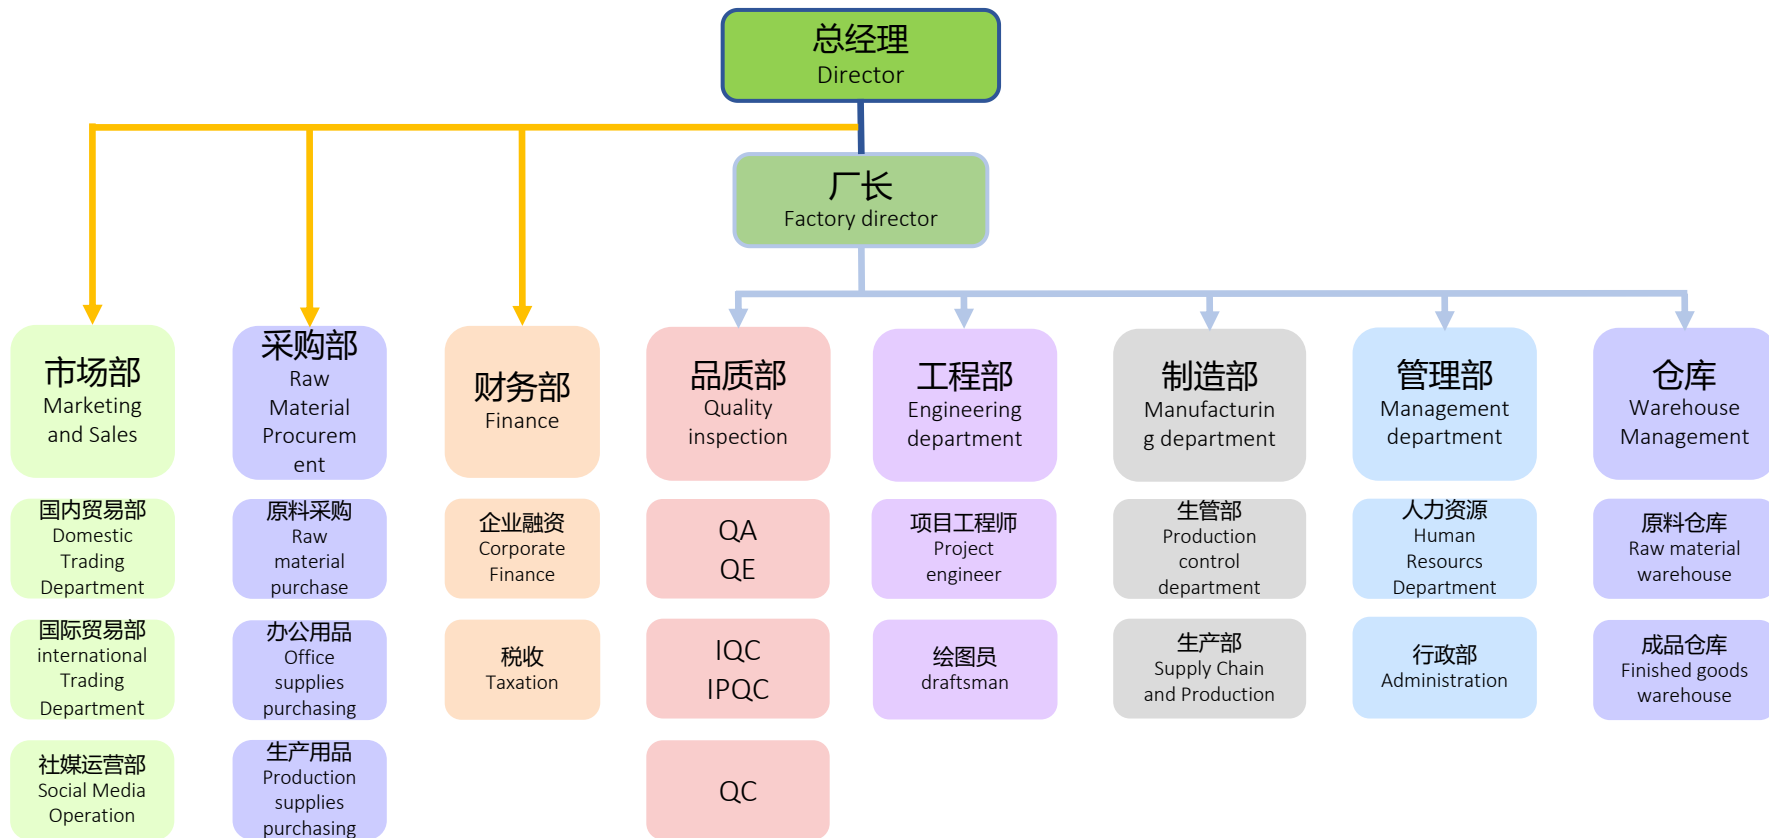 总经理
Director
厂长
Factory director
市场部
Marketing
and Sales
采购部
Raw
Material
Procurem
ent
财务部
Finance
品质部
Quality
inspection
工程部
Engineering
department
制造部
Manufacturin
g department
管理部
Management
department
仓库
Warehouse
Management
国内贸易部
Domestic
Trading
Department
原料采购
Raw
material
purchase
企业融资
Corporate
Finance
QA
QE
项目工程师
Project
engineer
生管部
Production
control
department
人力资源
Human
Resourcs
Department
原料仓库
Raw material
warehouse
国际贸易部
international
Trading
Department
办公用品
Office
supplies
purchasing
税收
Taxation
IQC
IPQC
绘图员
draftsman
生产部
Supply Chain
and Production
行政部
Administration
成品仓库
Finished goods
warehouse
社媒运营部
Social Media
Operation
生产用品
Production
supplies
purchasing
QC